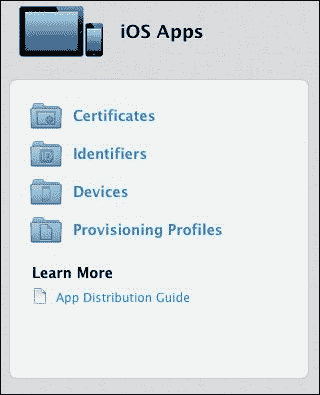 iOS Apps
Certificates
Identifiers
Devices
Provisioning Profiles
Learn More
App Distribution Guide